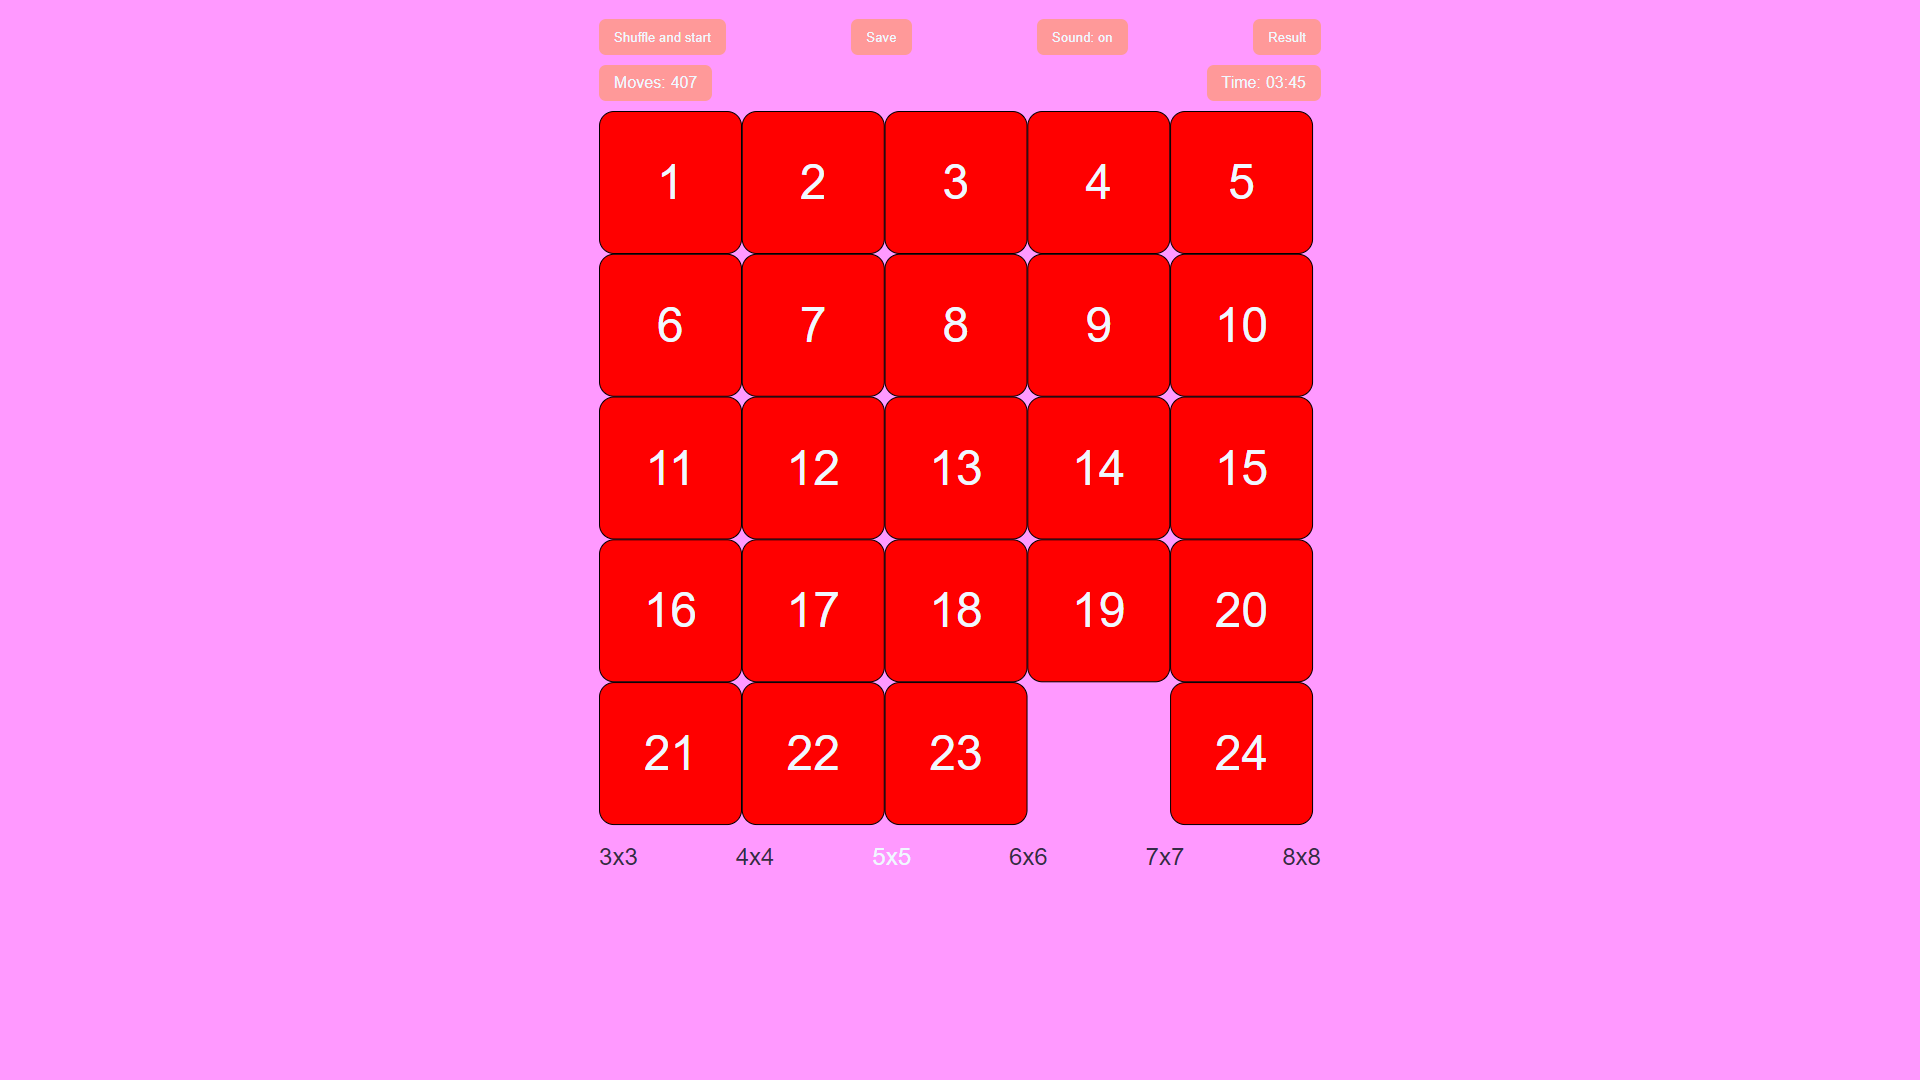 Shuffle and start Save Sound: on Result
Moves: 407 Time: 03:45
1 2 3 4 5
6 7 8 9 10
11 12 13 14 15
16 17 18 19 20
21 22 23 24
3x3 4x4 5x5 6x6 7x7 8x8